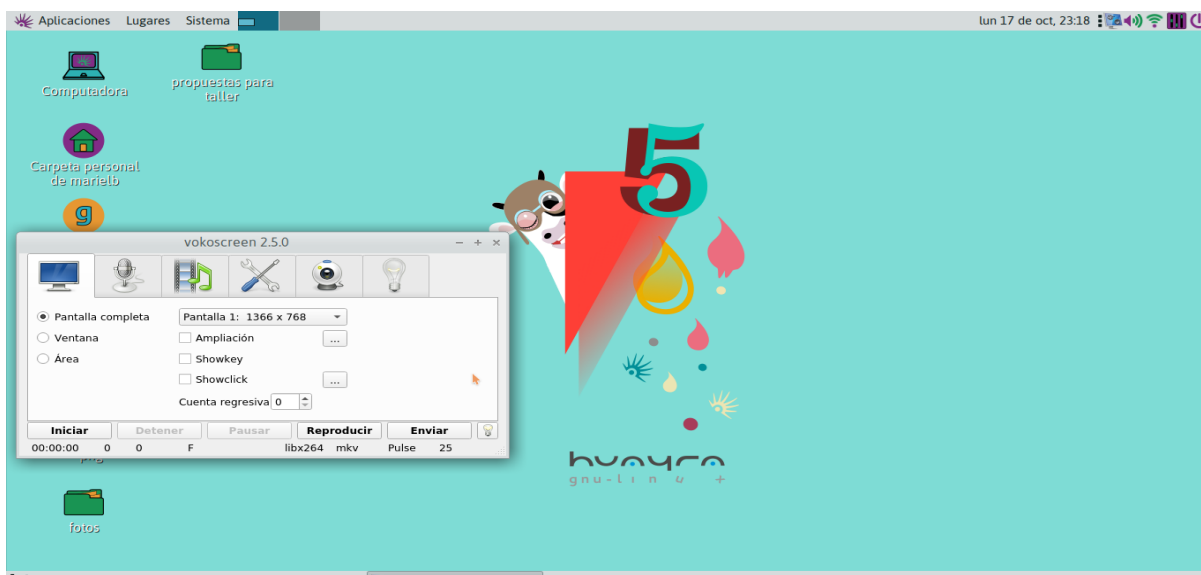 Aplicaciones Lugares Sistema
lun 17 de oct, 23:18
Computadora
propuestas para
taller
Carpeta personal
de marielb
g
5
vokoscreen 2.5.0
Pantalla completa
Pantalla 1: 1366 x 768
Ventana
Ampliación
...
Área
Showkey
Showclick
...
Cuenta regresiva 0
Iniciar Detener Pausar Reproducir Enviar
00:00:00 0 0 F libx264 mkv Pulse 25
huayra
gnu-linux +
fotos